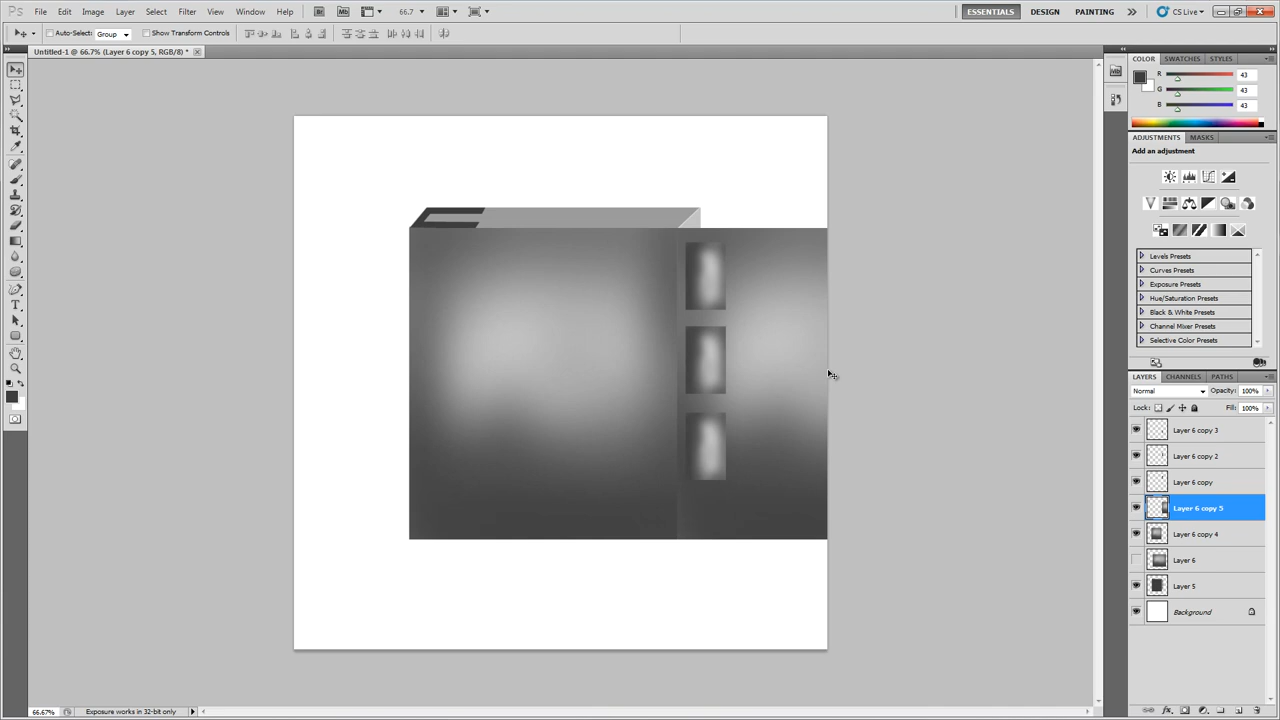 Ps File Edit Image Layer Select Filter Analysis 3D View Window Help Br Mb 66.7 ESSENTIALS DESIGN PAINTING CS Live
Auto-Select: Group Show Transform Controls
Untitled-1 @ 66.7% (Layer 6 copy 5, RGB/8) *
COLOR SWATCHES STYLES
R 43
G 43
B 43
ADJUSTMENTS MASKS
Add an adjustment
Levels Presets
Curves Presets
Exposure Presets
Hue/Saturation Presets
Black & White Presets
Channel Mixer Presets
Selective Color Presets
LAYERS CHANNELS PATHS
Normal Opacity: 100%
Lock: Fill: 100%
Layer 6 copy 3
Layer 6 copy 2
Layer 6 copy
Layer 6 copy 5
Layer 6 copy 4
Layer 6
Layer 5
Background
66.67% Exposure works in 32-bit only